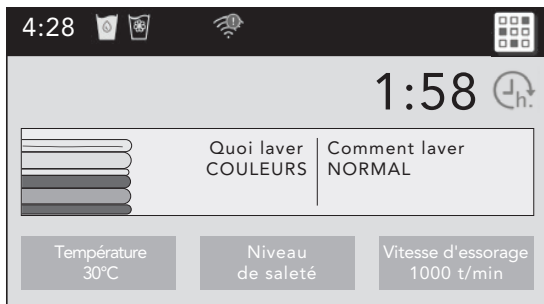 4:28
1:58 h.
Quoi laver
COULEURS
Comment laver
NORMAL
Température
30°C
Niveau
de saleté
Vitesse d'essorage
1000 t/min